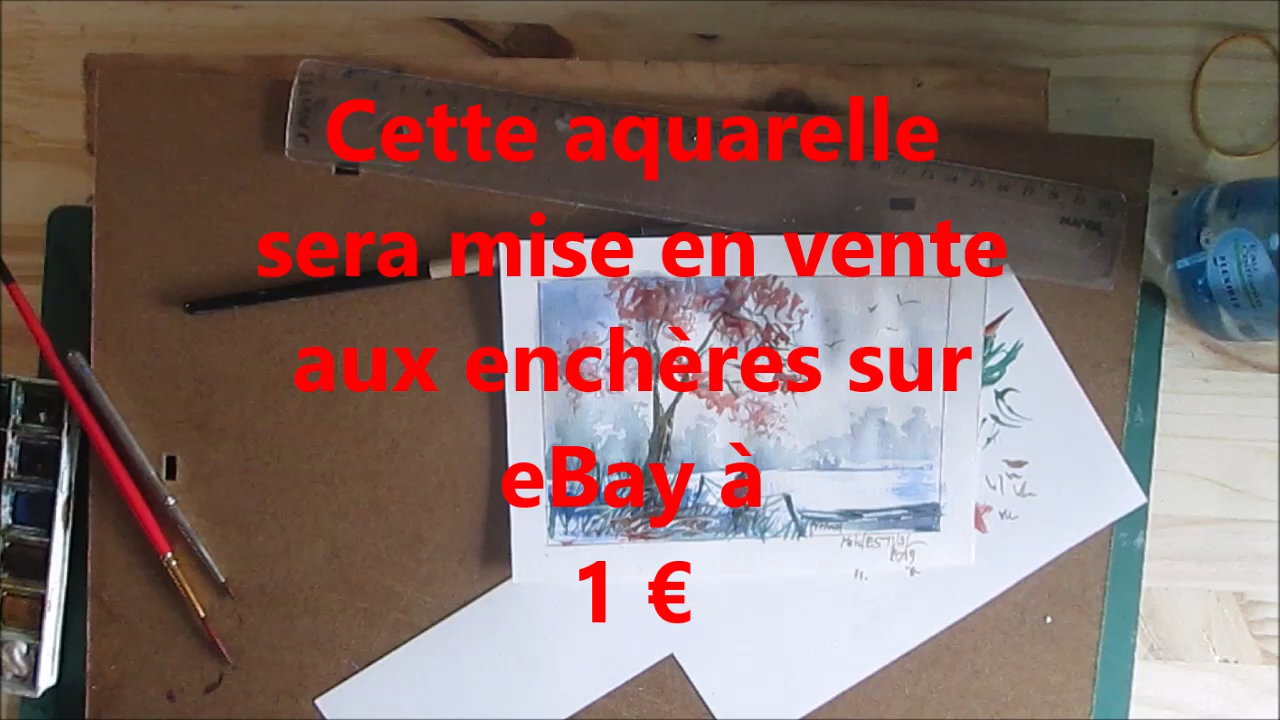 Cette aquarelle
sera mise en vente
aux enchères sur
eBay à
1 €